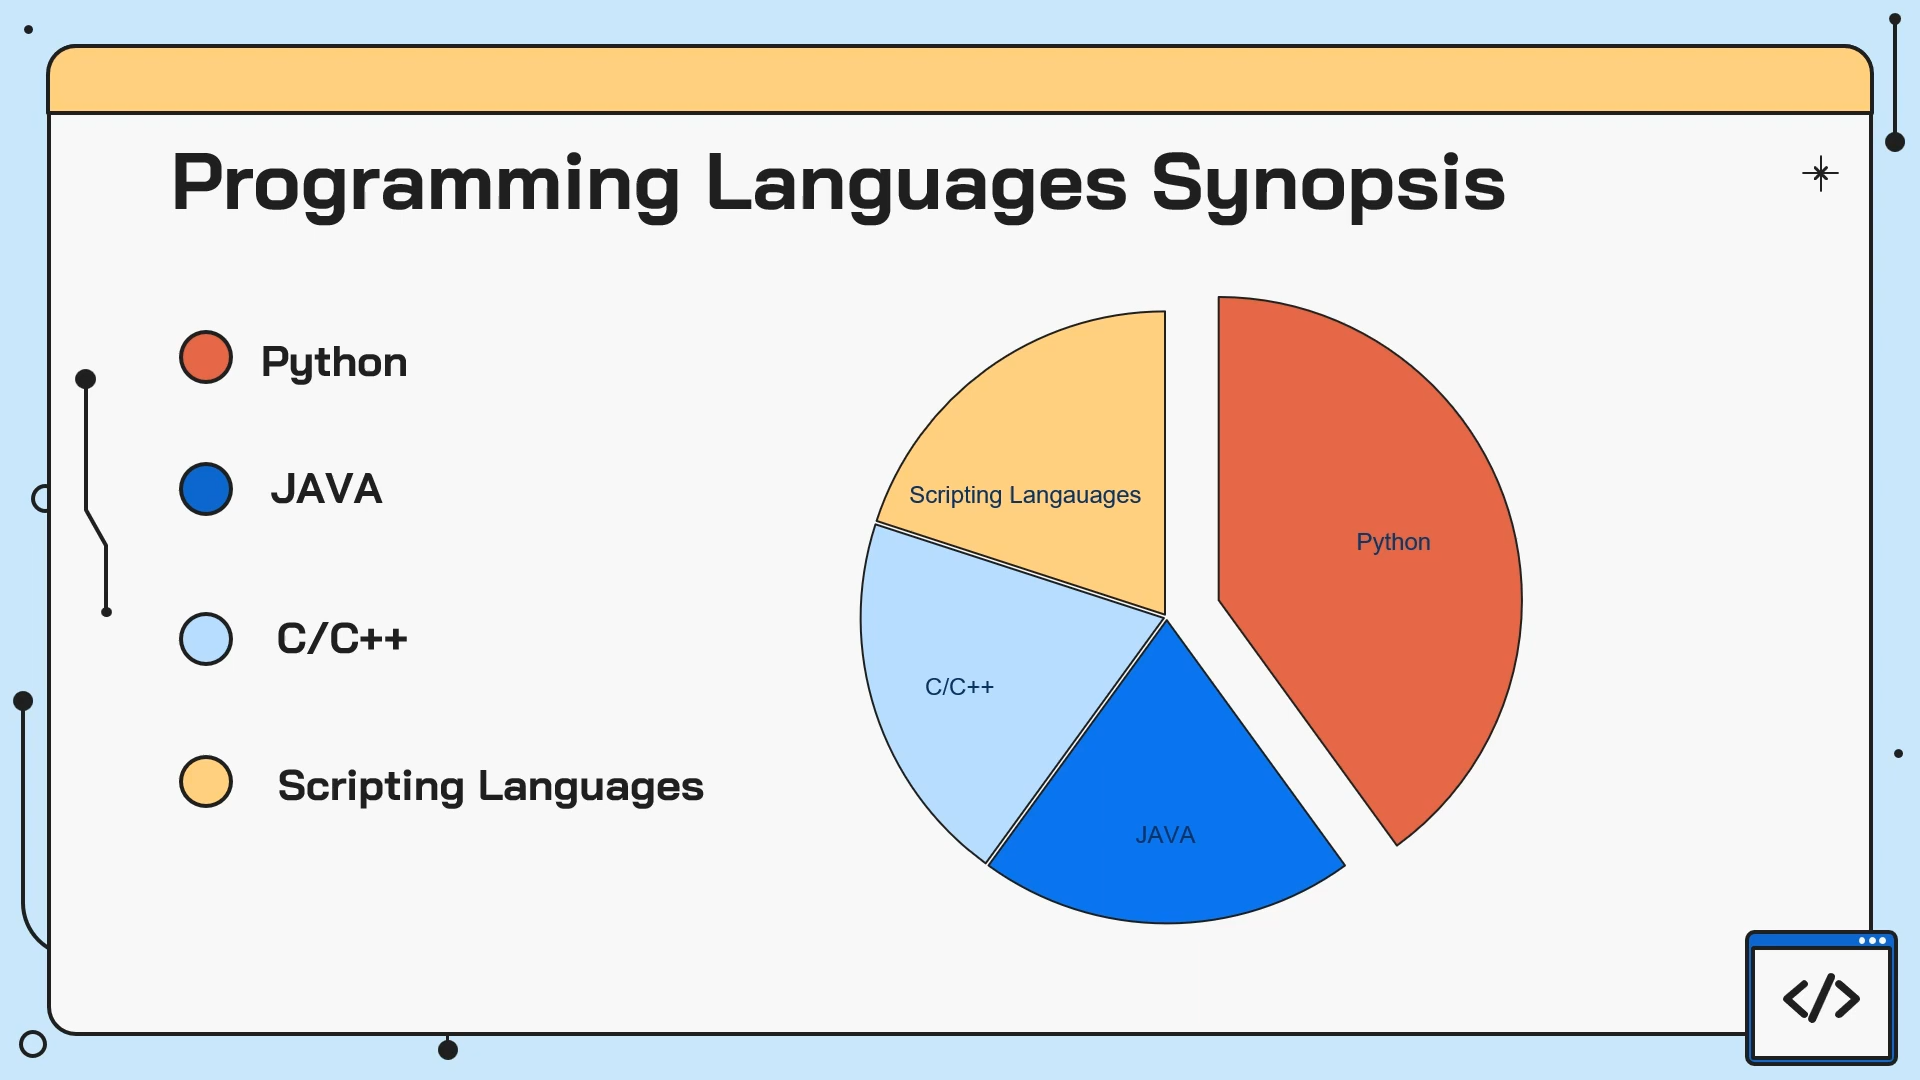 Programming Languages Synopsis
Python
JAVA
C/C++
Scripting Languages
Scripting Langauages
Python
C/C++
JAVA
</>